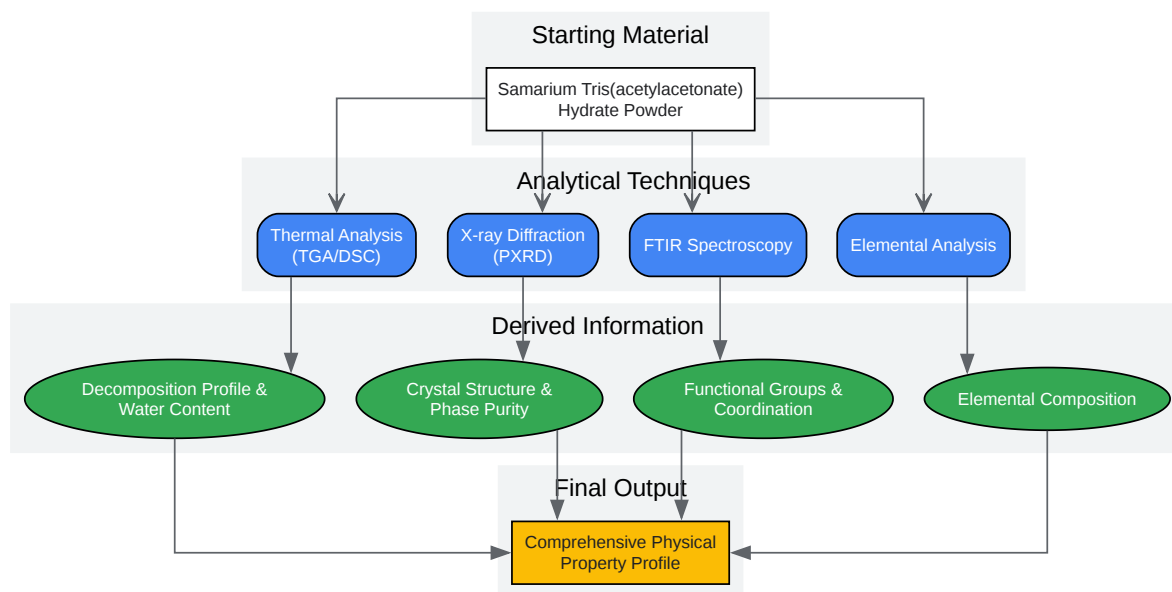 Starting Material
Samarium Tris(acetylacetonate)
Hydrate Powder
Analytical Techniques
Thermal Analysis
(TGA/DSC)
X-ray Diffraction
(PXRD)
FTIR Spectroscopy
Elemental Analysis
Derived Information
Decomposition Profile &
Water Content
Crystal Structure &
Phase Purity
Functional Groups &
Coordination
Elemental Composition
Final Output
Comprehensive Physical
Property Profile